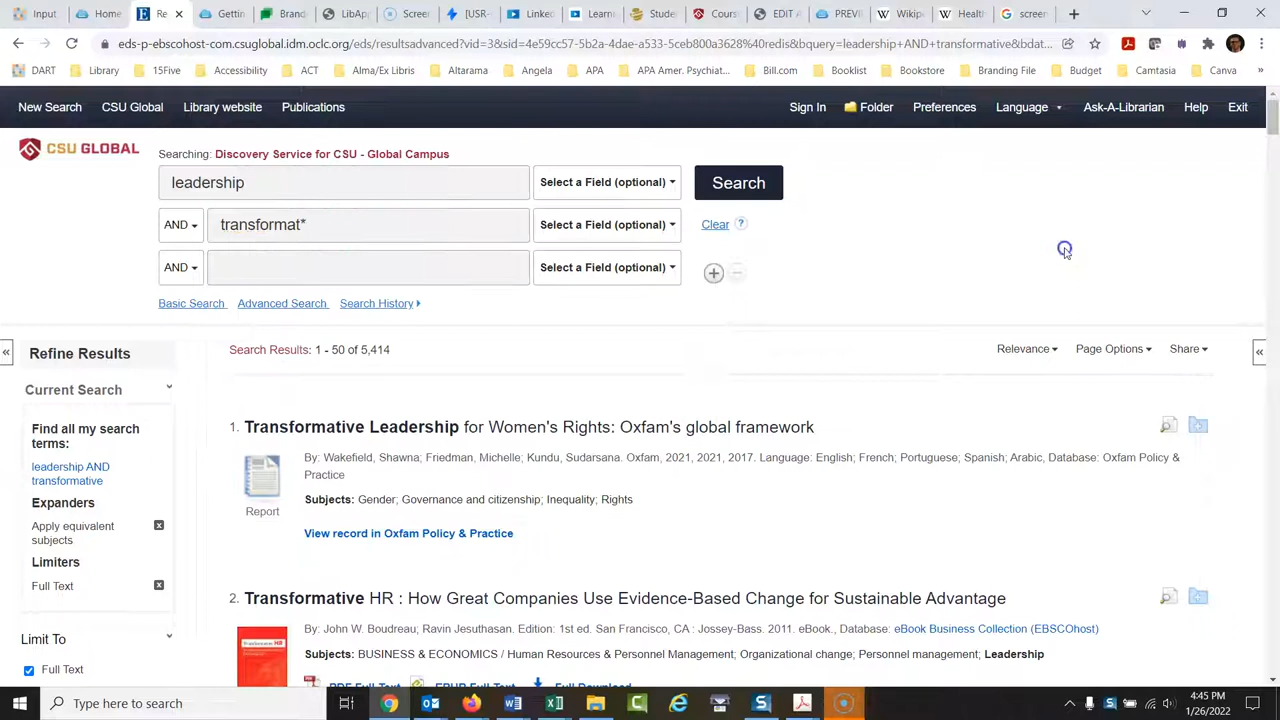 Input
Home
Re
Gettin
Brand
LibAp
Scree
[USR-
Linked
Learn
Stude
Cours
EDIT A
PREVI
Wikip
Health
screen
eds-p-ebscohost-com.csuglobal.idm.oclc.org/eds/resultsadvanced?vid=3&sid=4ef9cc57-5b2a-4dae-a533-5ceb800a3628%40redis&bquery=leadership+AND+transformative&bdat...
DART Library 15Five Accessibility ACT Alma/Ex Libris Altarama Angela APA APA Amer. Psychiat... Bill.com Booklist Bookstore Branding File Budget Camtasia Canva »
New Search CSU Global Library website Publications Sign In Folder Preferences Language Ask-A-Librarian Help Exit
CSU GLOBAL
Searching: Discovery Service for CSU - Global Campus
leadership Select a Field (optional) Search
AND transformat* Select a Field (optional) Clear ?
AND Select a Field (optional) + −
Basic Search Advanced Search Search History
« Refine Results
Search Results: 1 - 50 of 5,414 Relevance Page Options Share «
Current Search
Find all my search
terms:
leadership AND
transformative
Expanders
Apply equivalent
subjects
Limiters
Full Text
Limit To
Full Text
1. Transformative Leadership for Women's Rights: Oxfam's global framework
By: Wakefield, Shawna; Friedman, Michelle; Kundu, Sudarsana. Oxfam, 2021, 2021, 2017. Language: English; French; Portuguese; Spanish; Arabic, Database: Oxfam Policy &
Practice
Subjects: Gender; Governance and citizenship; Inequality; Rights
Report
View record in Oxfam Policy & Practice
2. Transformative HR : How Great Companies Use Evidence-Based Change for Sustainable Advantage
By: John W. Boudreau; Ravin Jesuthasan. Edition: 1st ed. San Francisco, CA : Jossey-Bass. 2011. eBook., Database: eBook Business Collection (EBSCOhost)
Subjects: BUSINESS & ECONOMICS / Human Resources & Personnel Management; Organizational change; Personnel management; Leadership
PDF Full Text EPUB Full Text Full Download
Type here to search
4:45 PM
1/26/2022